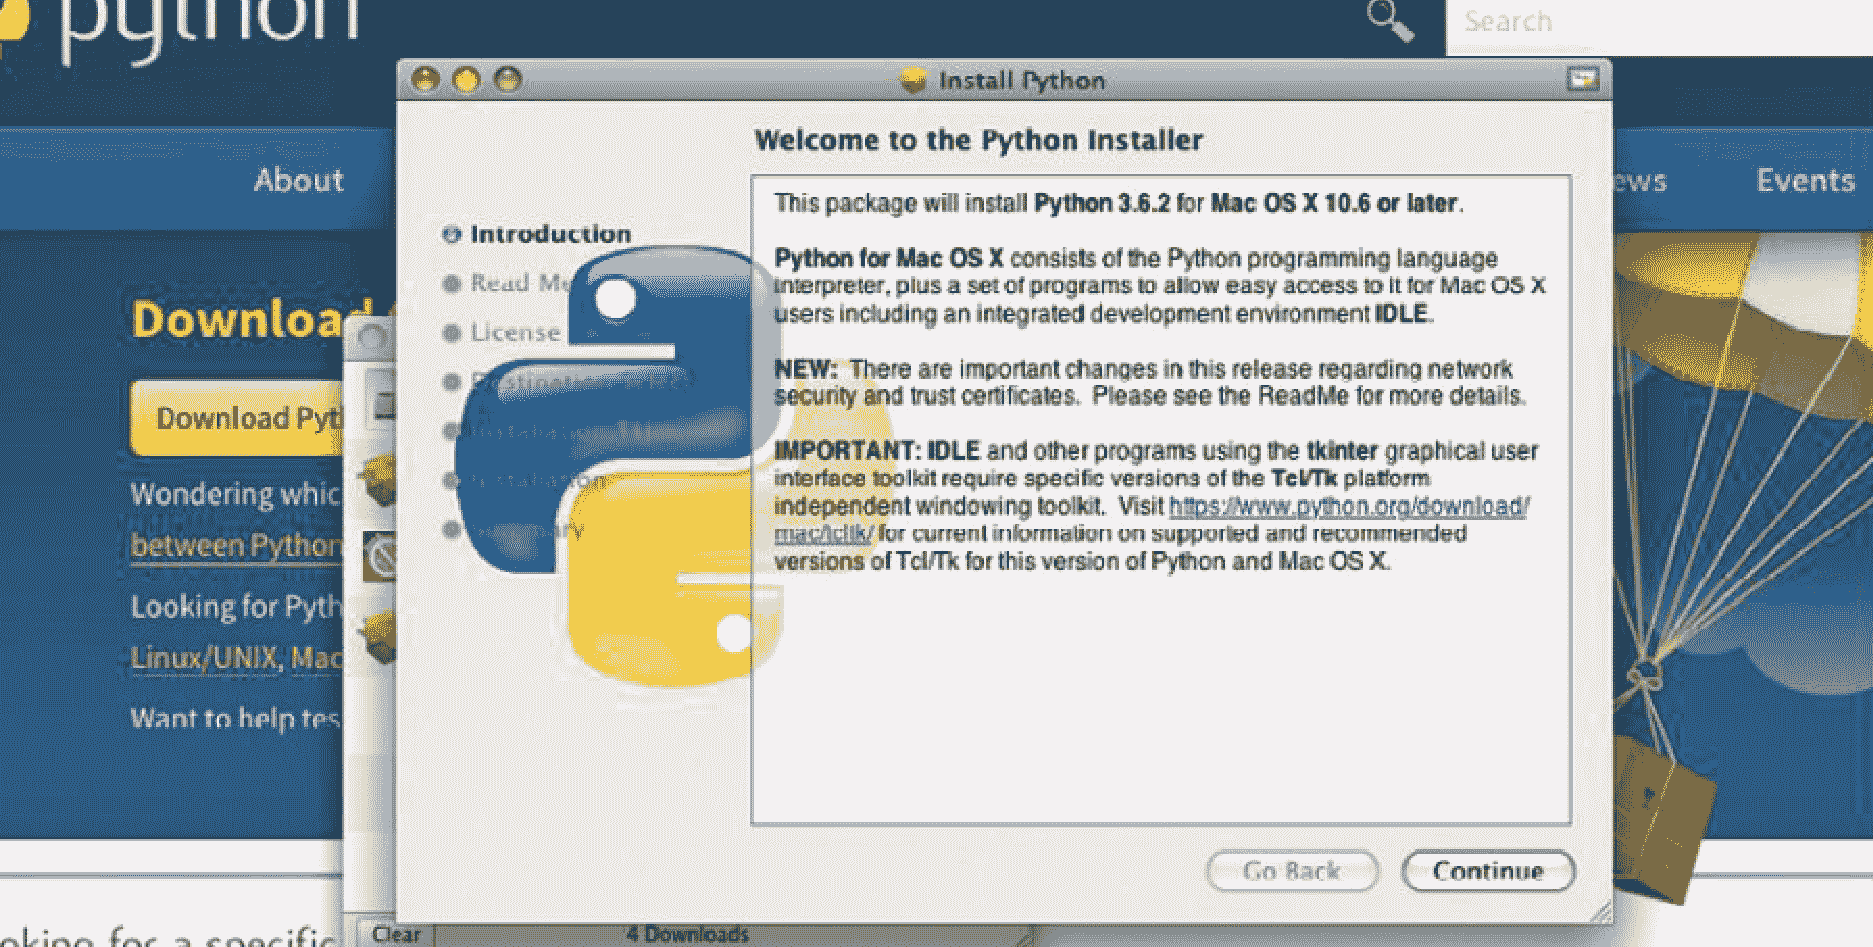 python
Search
Install Python
Welcome to the Python Installer
About
Events
Introduction
Read Me
License
This package will install Python 3.6.2 for Mac OS X 10.6 or later.
Python for Mac OS X consists of the Python programming language
interpreter, plus a set of programs to allow easy access to it for Mac OS X
users including an integrated development environment IDLE.
NEW: There are important changes in this release regarding network
security and trust certificates. Please see the ReadMe for more details.
IMPORTANT: IDLE and other programs using the tkinter graphical user
interface toolkit require specific versions of the Tcl/Tk platform
independent windowing toolkit. Visit https://www.python.org/download/
mac/tcltk/ for current information on supported and recommended
versions of Tcl/Tk for this version of Python and Mac OS X.
Download
Download Pyt
Wondering whic
between Python
Looking for Pyth
Linux/UNIX, Mac
Want to help tes
Go Back
Continue
for a specific
Clear
4 Downloads